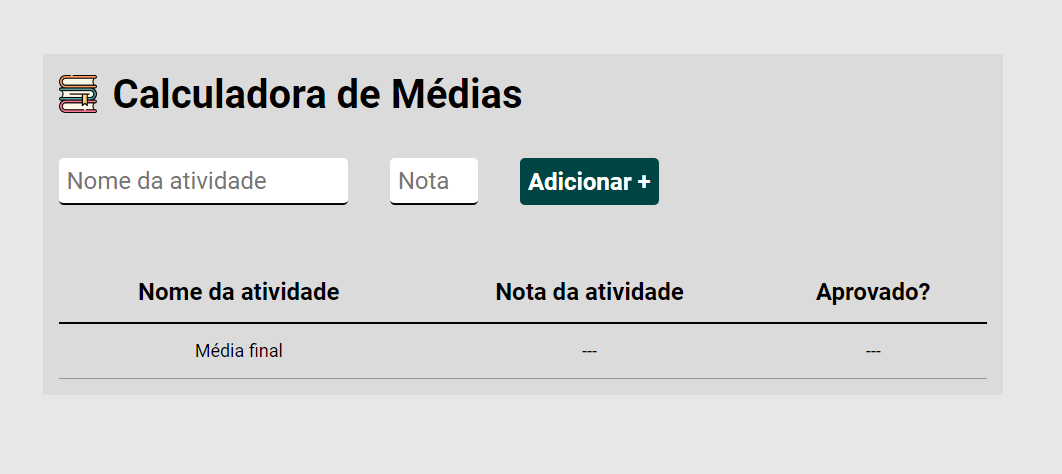 Calculadora de Médias
Nome da atividade Nota Adicionar +
Nome da atividade Nota da atividade Aprovado?
Média final --- ---